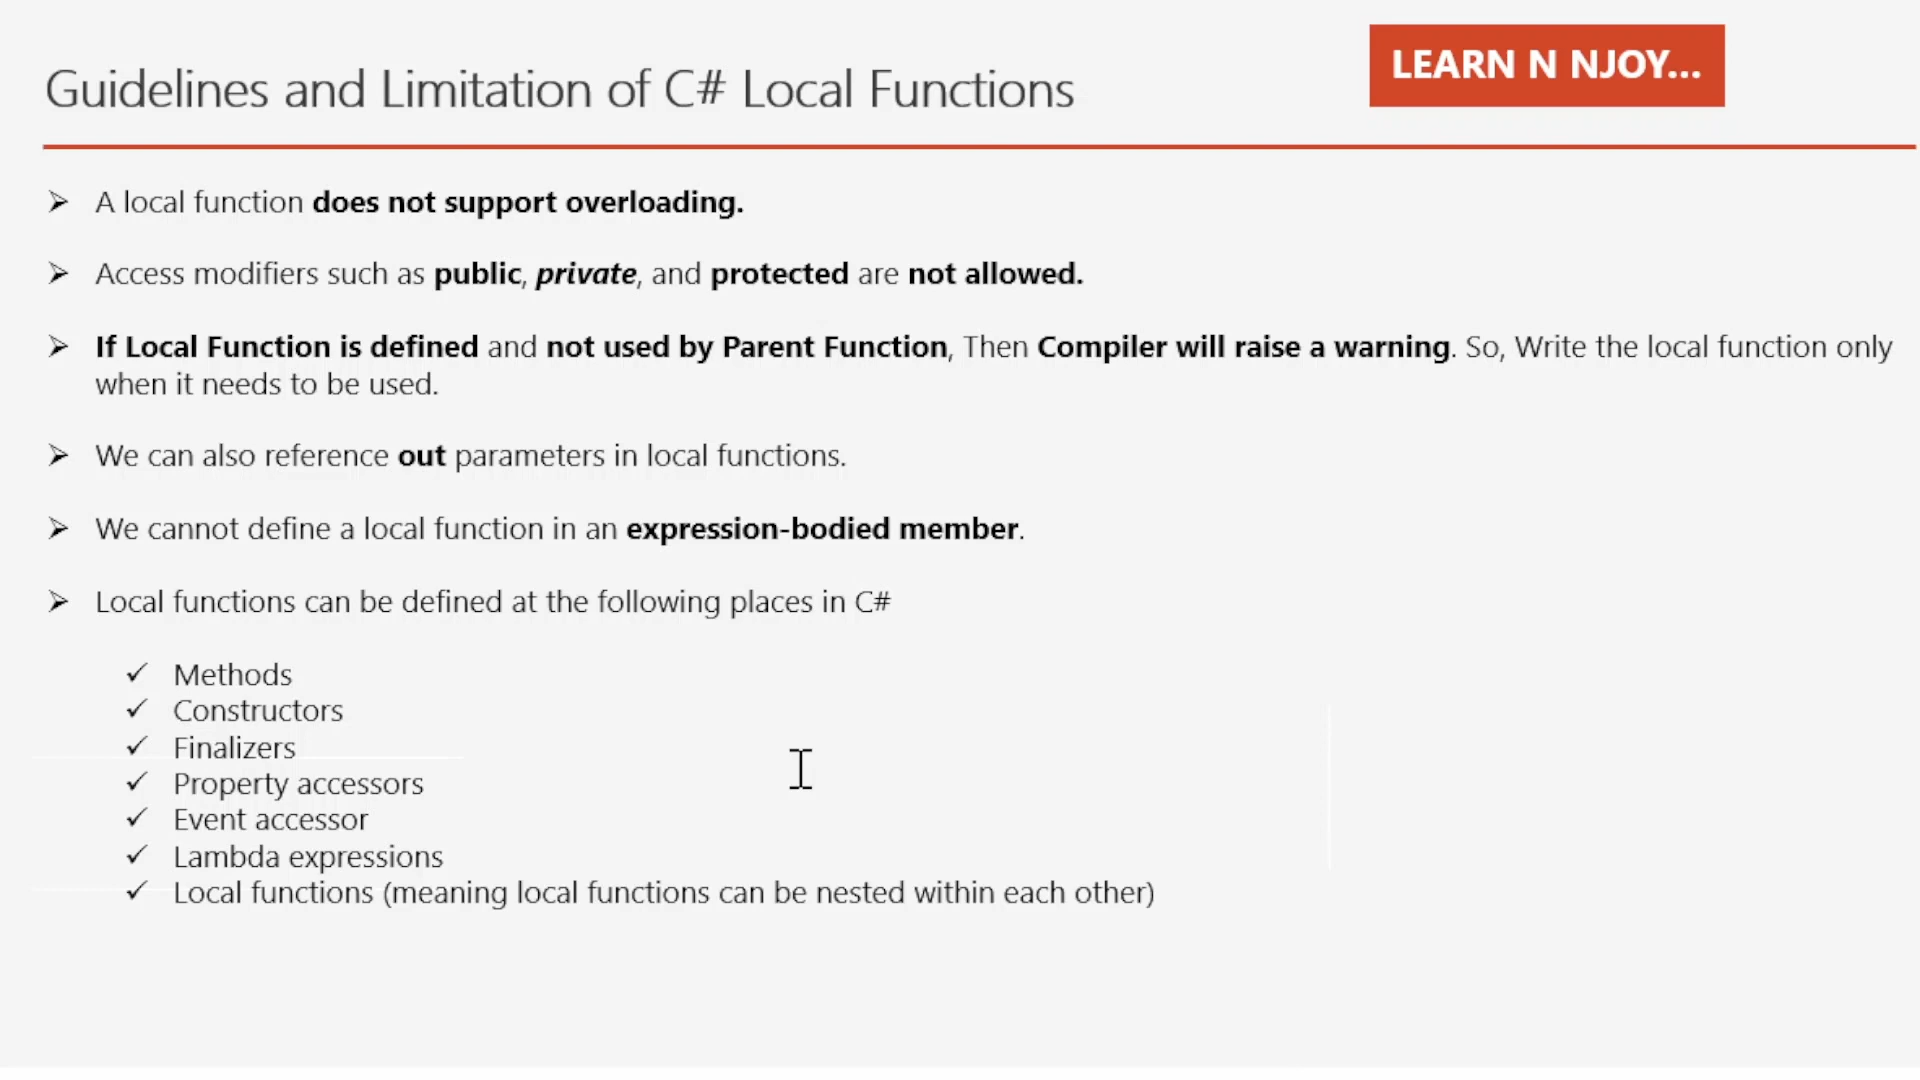 LEARN N NJOY...
Guidelines and Limitation of C# Local Functions
A local function does not support overloading.
Access modifiers such as public, private, and protected are not allowed.
If Local Function is defined and not used by Parent Function, Then Compiler will raise a warning. So, Write the local function only
when it needs to be used.
We can also reference out parameters in local functions.
We cannot define a local function in an expression-bodied member.
Local functions can be defined at the following places in C#
Methods
Constructors
Finalizers
Property accessors
Event accessor
Lambda expressions
Local functions (meaning local functions can be nested within each other)